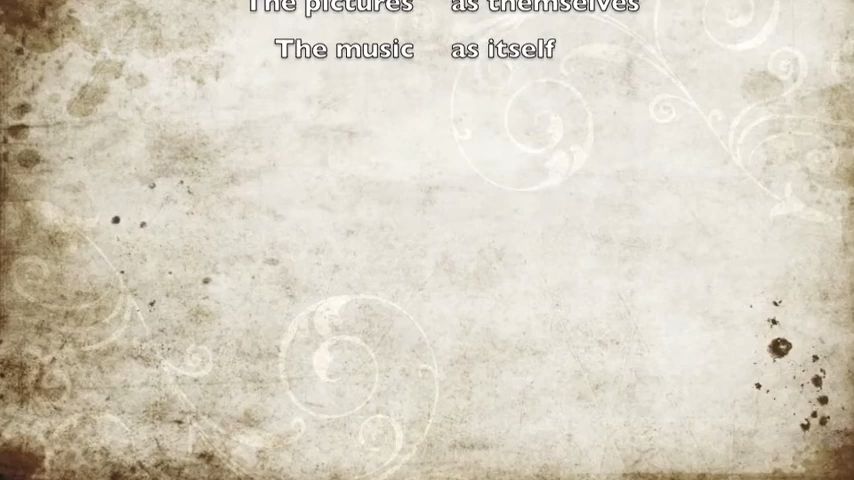 The pictures as themselves
The music as itself